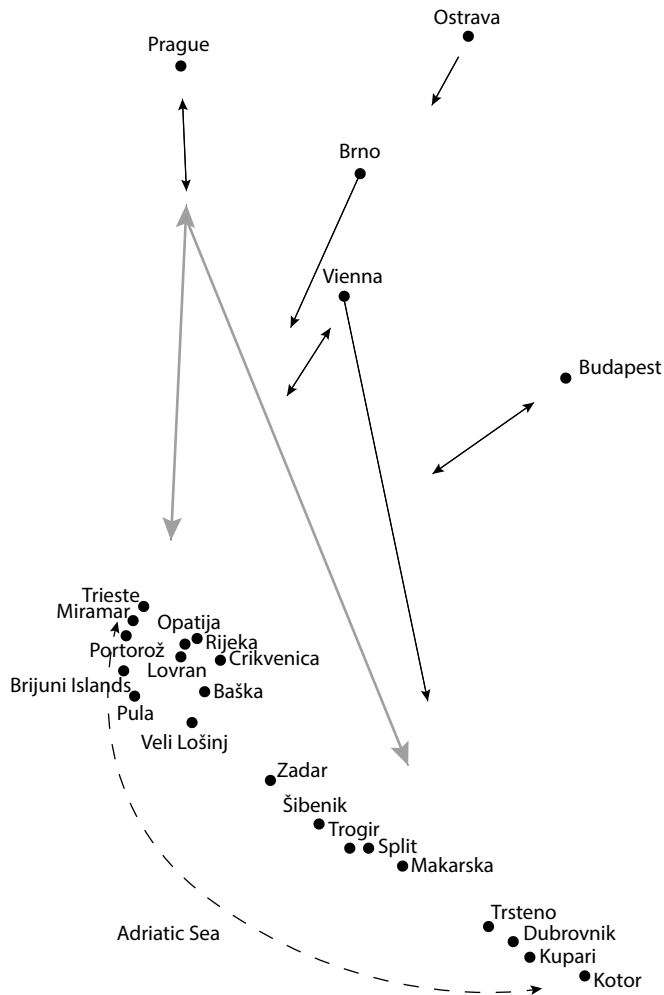 Ostrava
Prague
Brno
Vienna
Budapest
Trieste
Miramar
Opatija
Portorož
Rijeka
Lovran
Crikvenica
Brijuni Islands
Baška
Pula
Veli Lošinj
Zadar
Šibenik
Trogir
Split
Makarska
Trsteno
Adriatic Sea
Dubrovnik
Kupari
Kotor